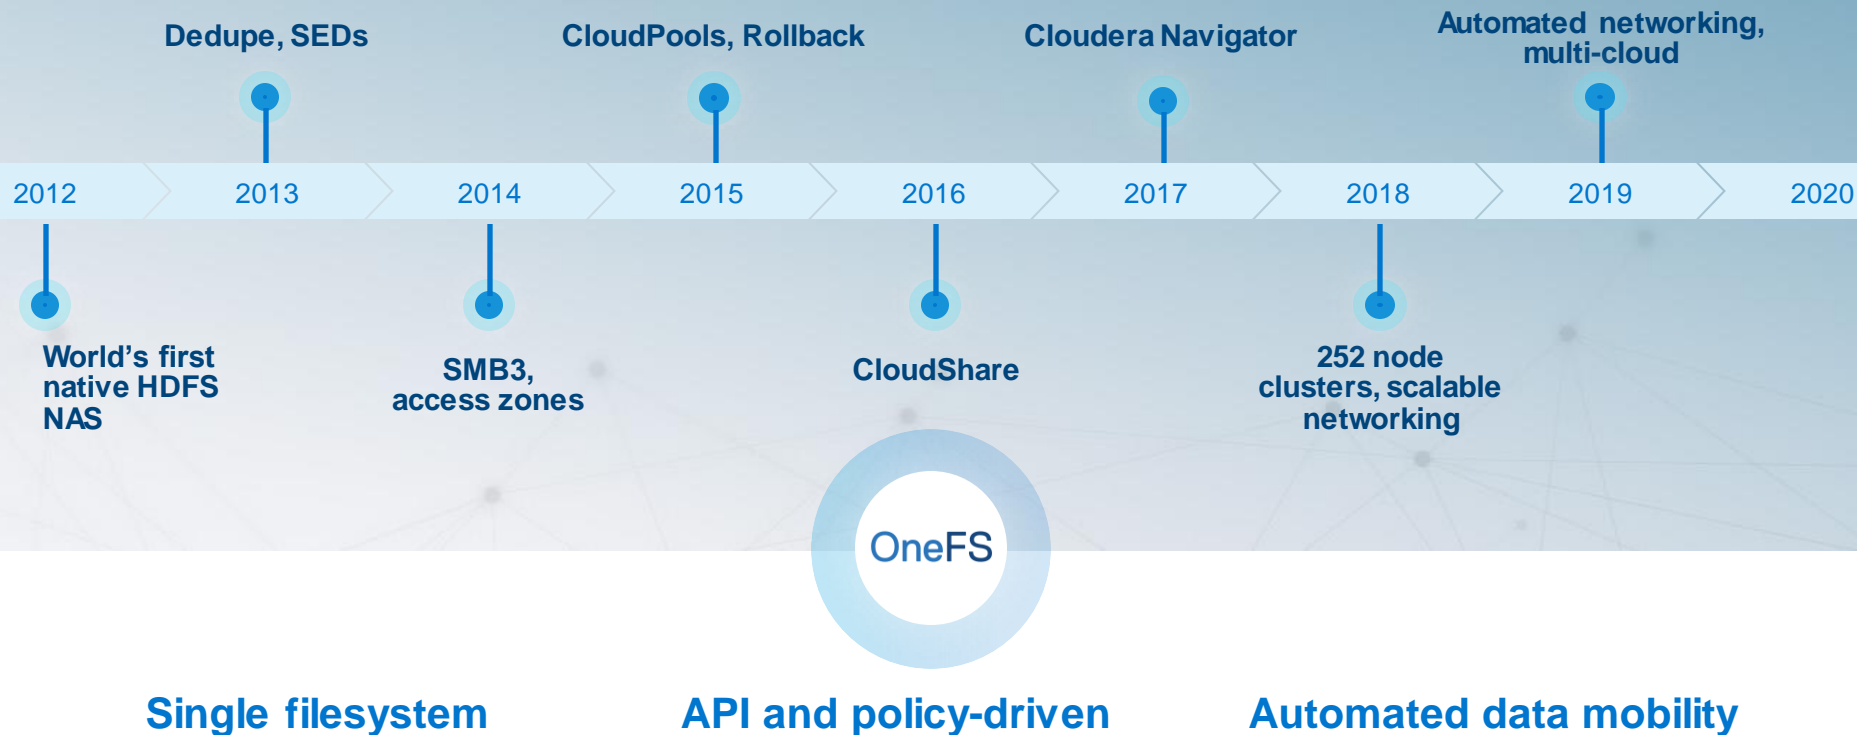 Dedupe, SEDs
CloudPools, Rollback
Cloudera Navigator
Automated networking,
multi-cloud
2012
2013
2014
2015
2016
2017
2018
2019
2020
World’s first
native HDFS
NAS
SMB3,
access zones
CloudShare
252 node
clusters, scalable
networking
OneFS
Single filesystem
API and policy-driven
Automated data mobility